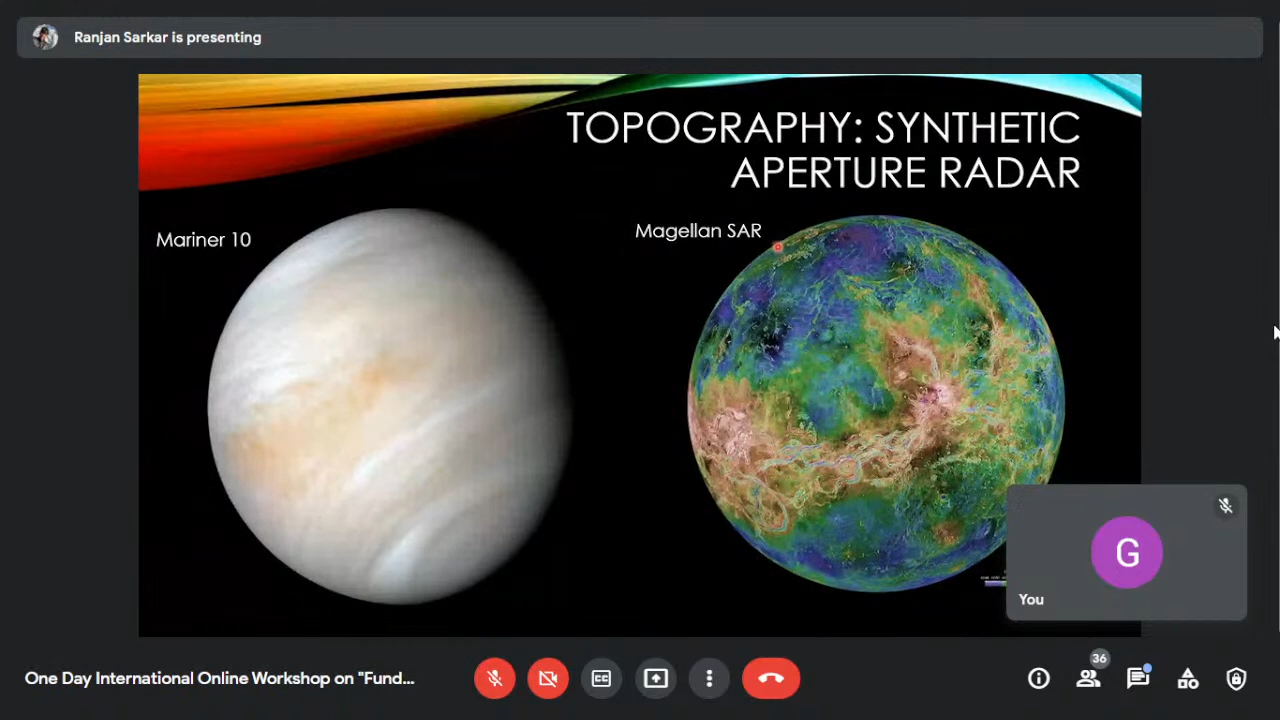 Ranjan Sarkar is presenting
TOPOGRAPHY: SYNTHETIC
APERTURE RADAR
Mariner 10
Magellan SAR
G
You
One Day International Online Workshop on "Fund...
CC
36